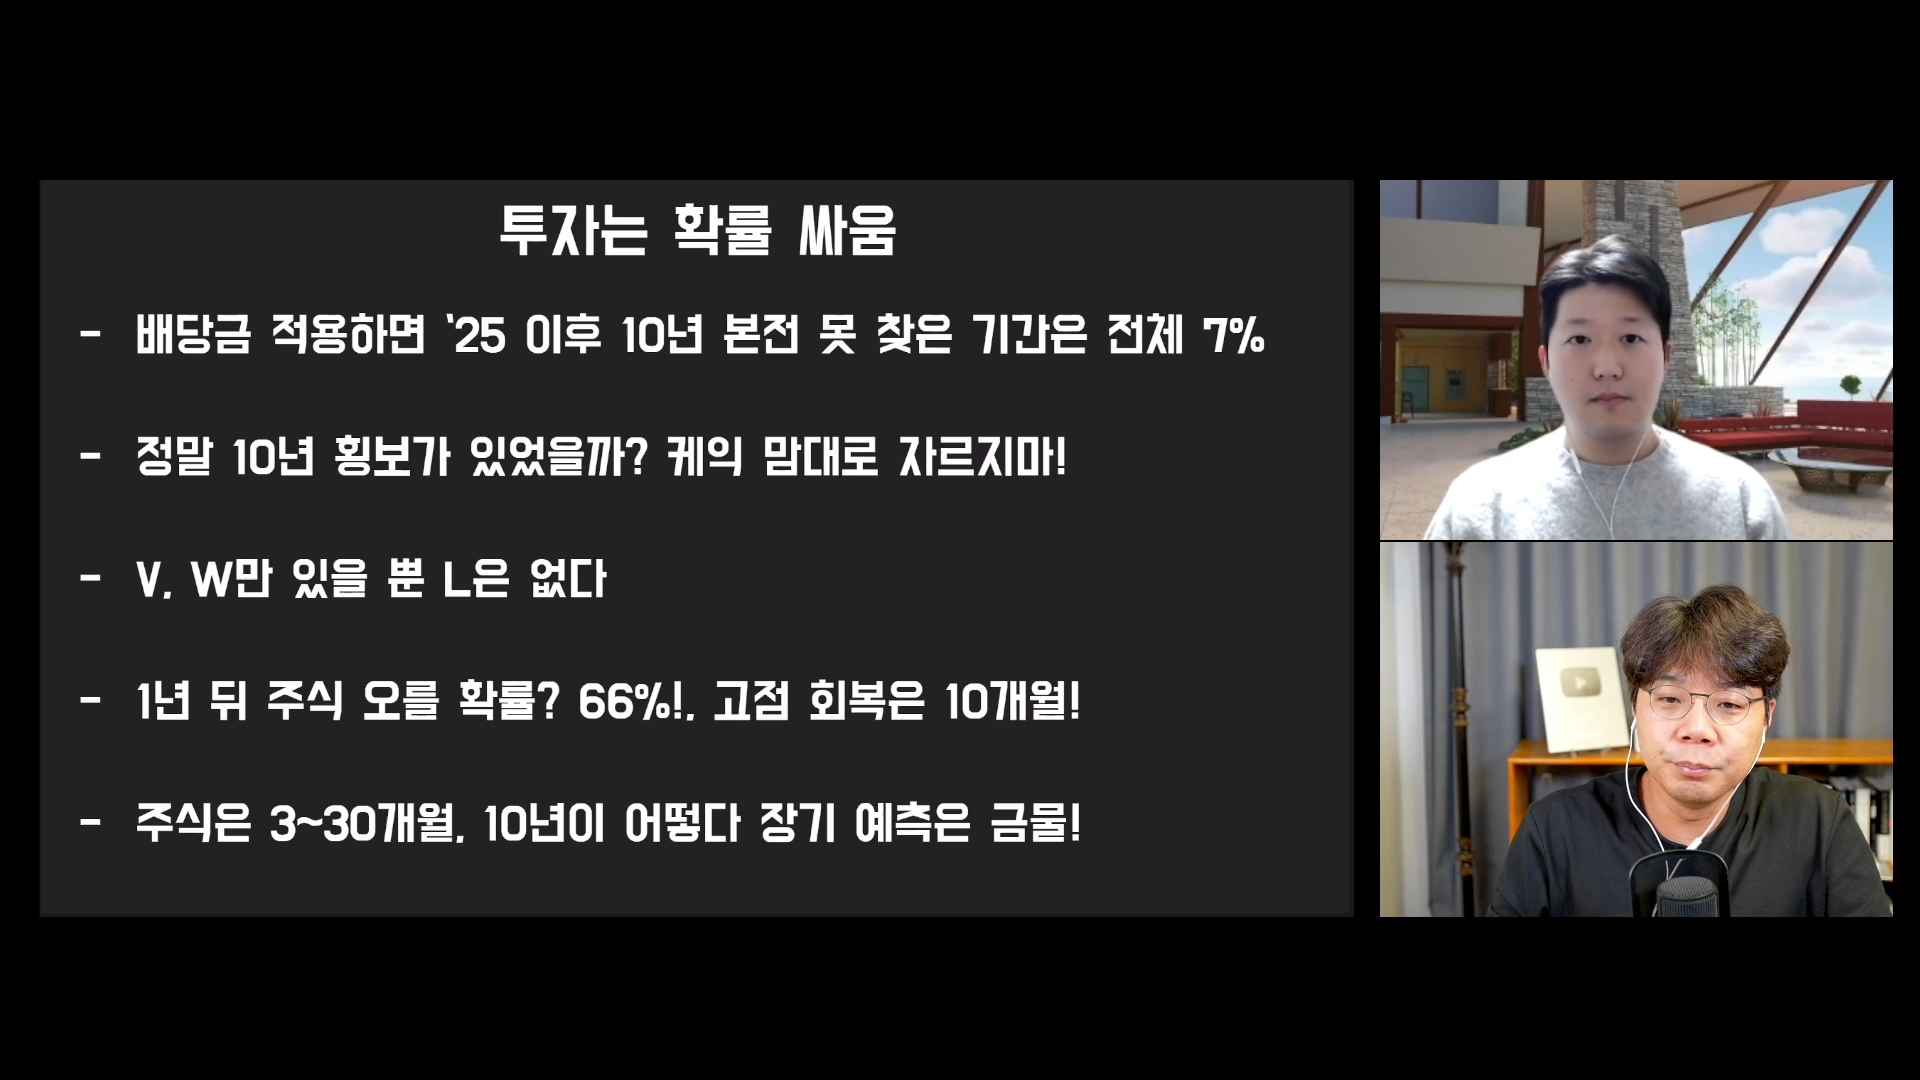 투자는 확률 싸움
- 배당금 적용하면 ‘25 이후 10년 본전 못 찾은 기간은 전체 7%
- 정말 10년 횡보가 있었을까? 케익 맘대로 자르지마!
- V, W만 있을 뿐 L은 없다
- 1년 뒤 주식 오를 확률? 66%!, 고점 회복은 10개월!
- 주식은 3~30개월, 10년이 어떻다 장기 예측은 금물!